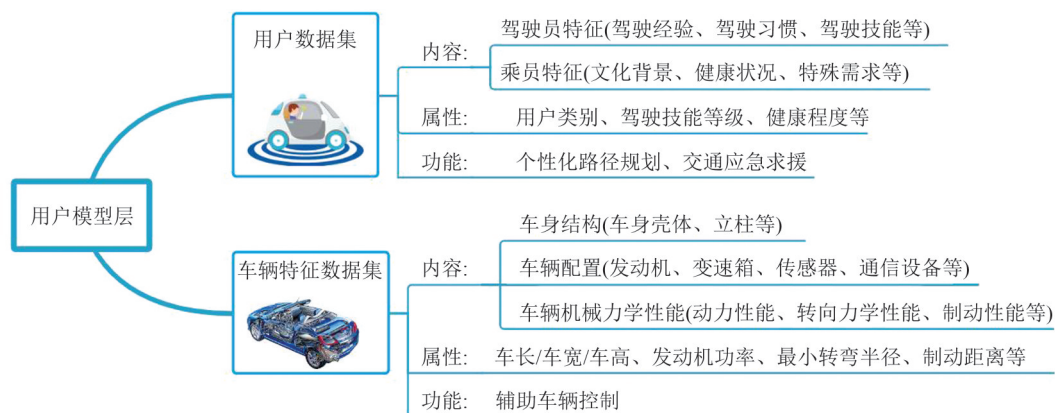 用户模型层
用户数据集
内容:
驾驶员特征(驾驶经验、驾驶习惯、驾驶技能等)
乘员特征(文化背景、健康状况、特殊需求等)
属性:
用户类别、驾驶技能等级、健康程度等
功能:
个性化路径规划、交通应急求援
车辆特征数据集
内容:
车身结构(车身壳体、立柱等)
车辆配置(发动机、变速箱、传感器、通信设备等)
车辆机械力学性能(动力性能、转向力学性能、制动性能等)
属性:
车长/车宽/车高、发动机功率、最小转弯半径、制动距离等
功能:
辅助车辆控制